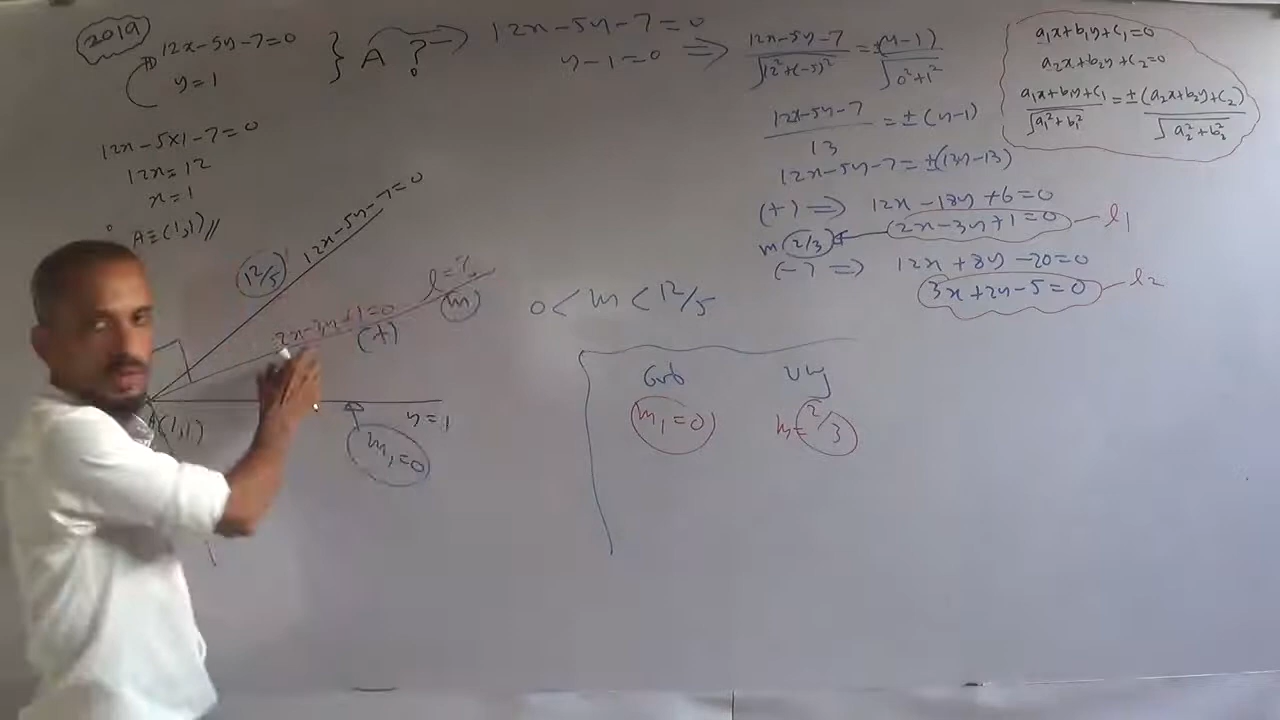 2019
12x-5y-7=0
y=1
} A ? →
12x-5y-7=0
y-1=0 ⇒
12x-5y-7/√12²+(-5)² = ±(y-1)/√0²+1²
12x-5y-7/13 = ±(y-1)
12x-5y-7=±(13y-13)
(+) ⇒ 12x-18y+6=0
2x-3y+1=0 - l1
m 2/3
(-) ⇒ 12x+8y-20=0
3x+2y-5=0 - l2
a1x+b1y+c1=0
a2x+b2y+c2=0
a1x+b1y+c1/√a1²+b1² = ±(a2x+b2y+c2)/√a2²+b2²
12x-5x1-7=0
12x=12
x=1
A≡(1,1)//
12x-5y-7=0
12/5
l=?
m
2x-3y+1=0
(+)
A(1,1)
y=1
m1=0
0<m<12/5
m1=0
m=2/3